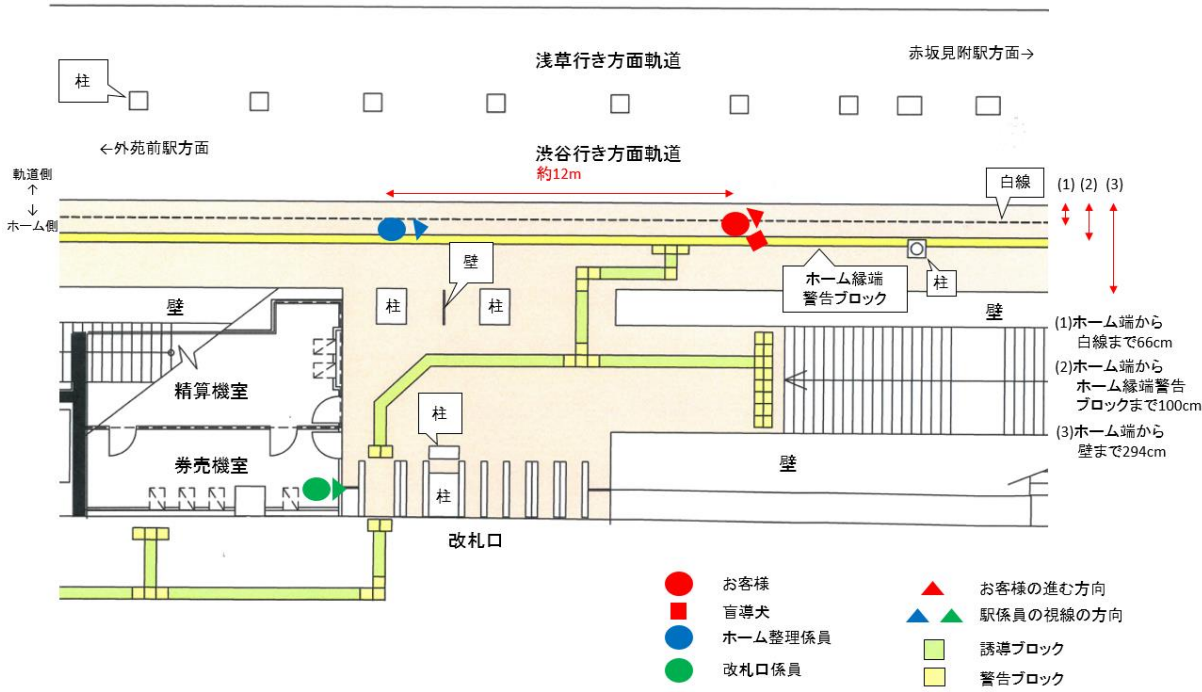 浅草行き方面軌道
赤坂見附駅方面→
柱
←外苑前駅方面
渋谷行き方面軌道
約12m
軌道側
↑
↓
ホーム側
白線
(1) (2) (3)
壁
柱
柱
ホーム縁端
警告ブロック
柱
壁
壁
(1)ホーム端から
白線まで66cm
(2)ホーム端から
ホーム縁端警告
ブロックまで100cm
(3)ホーム端から
壁まで294cm
精算機室
柱
券売機室
柱
壁
改札口
お客様
盲導犬
ホーム整理係員
改札口係員
お客様の進む方向
駅係員の視線の方向
誘導ブロック
警告ブロック